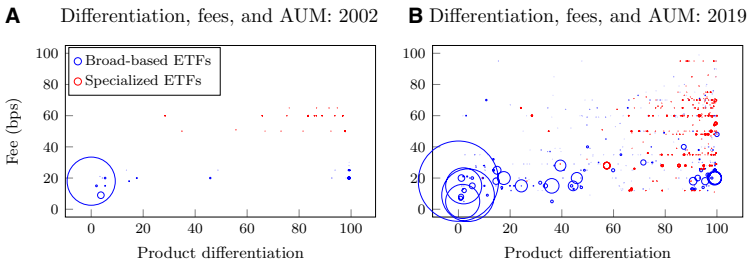 A Differentiation, fees, and AUM: 2002
100
80
60
40
20
0
Fee (bps)
Broad-based ETFs
Specialized ETFs
0 20 40 60 80 100
Product differentiation
B Differentiation, fees, and AUM: 2019
100
80
60
40
20
0
0 20 40 60 80 100
Product differentiation